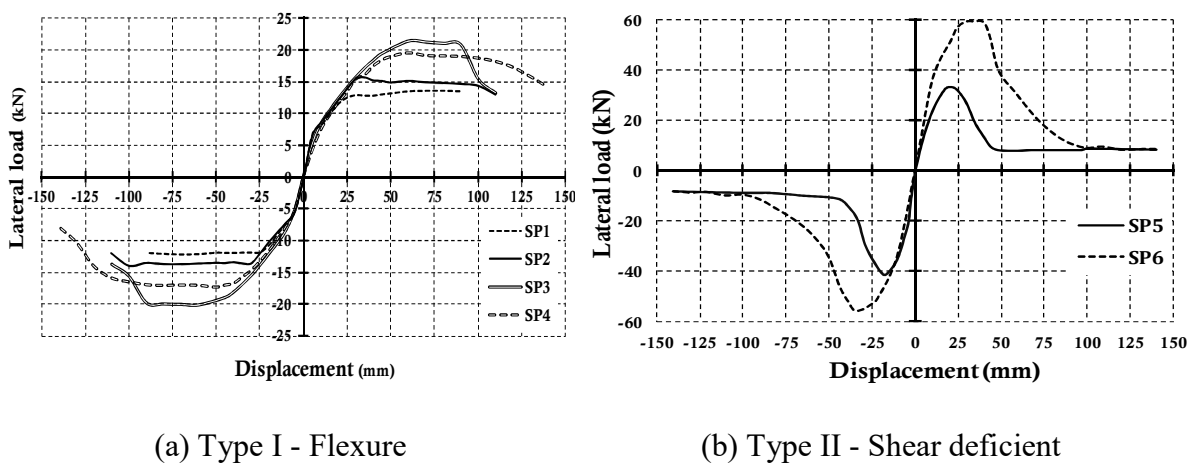 25
20
15
10
5
0
-5
-10
-15
-20
-25
-150 -125 -100 -75 -50 -25 0 25 50 75 100 125 150
Lateral load (kN)
Displacement (mm)
SP1
SP2
SP3
SP4
60
40
20
0
-20
-40
-60
-150 -125 -100 -75 -50 -25 0 25 50 75 100 125 150
Lateral load (kN)
Displacement (mm)
SP5
SP6
(a) Type I - Flexure
(b) Type II - Shear deficient